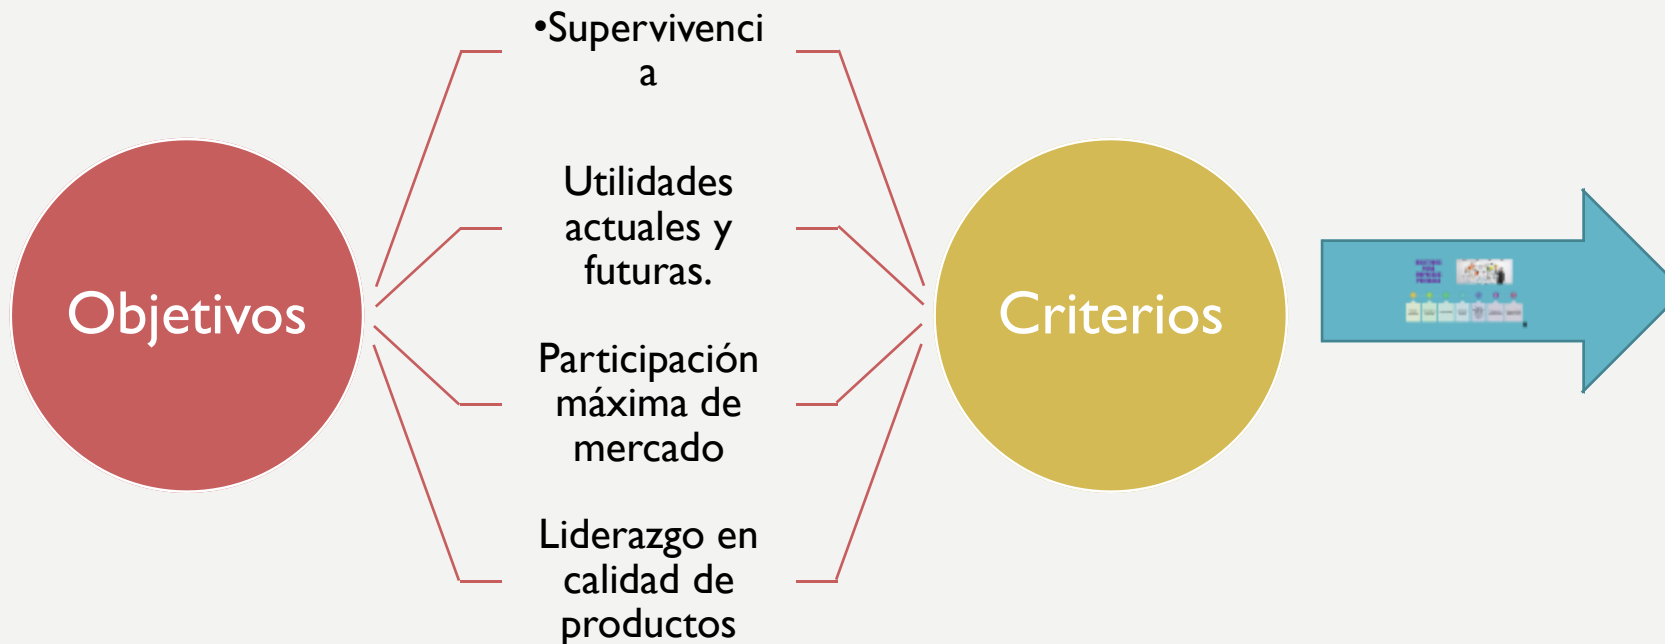 Objetivos
•Supervivenci
a
Utilidades
actuales y
futuras.
Participación
máxima de
mercado
Liderazgo en
calidad de
productos
Criterios